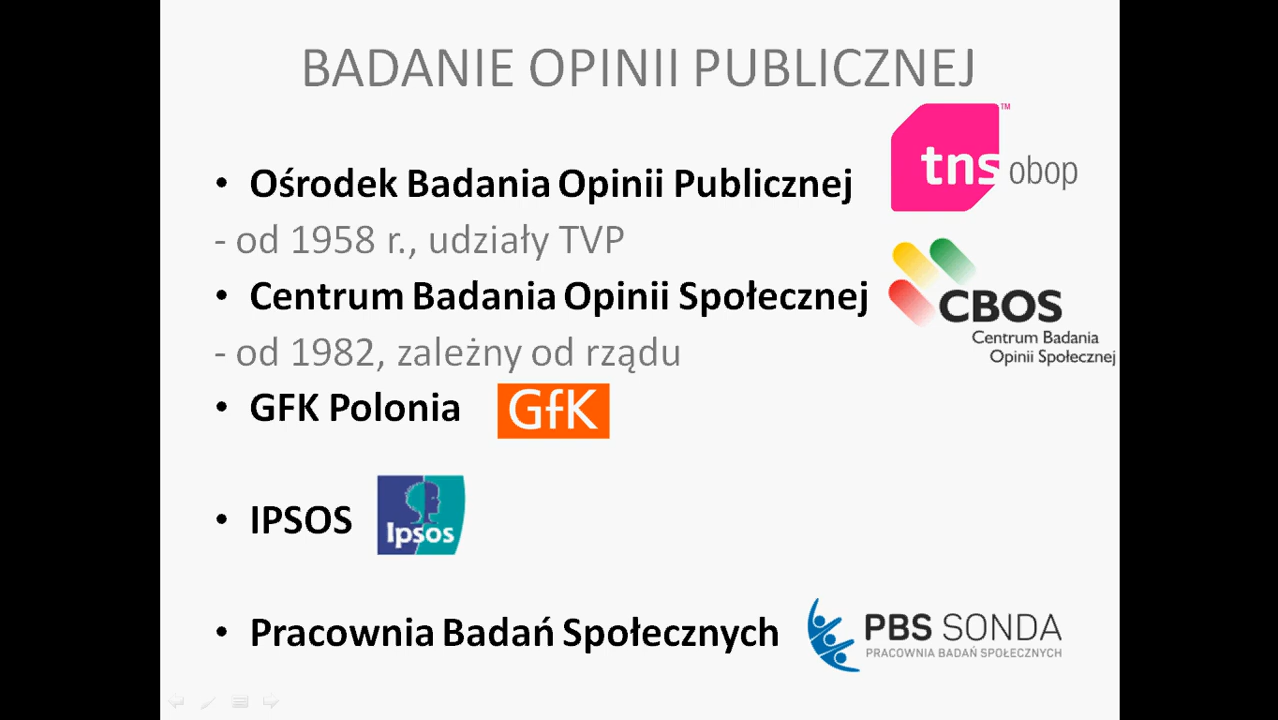 BADANIE OPINII PUBLICZNEJ
• Ośrodek Badania Opinii Publicznej
tns obop ™
- od 1958 r., udziały TVP
• Centrum Badania Opinii Społecznej
CBOS
Centrum Badania
Opinii Społecznej
- od 1982, zależny od rządu
• GFK Polonia
GfK
• IPSOS
Ipsos
• Pracownia Badań Społecznych
PBS SONDA
PRACOWNIA BADAŃ SPOŁECZNYCH